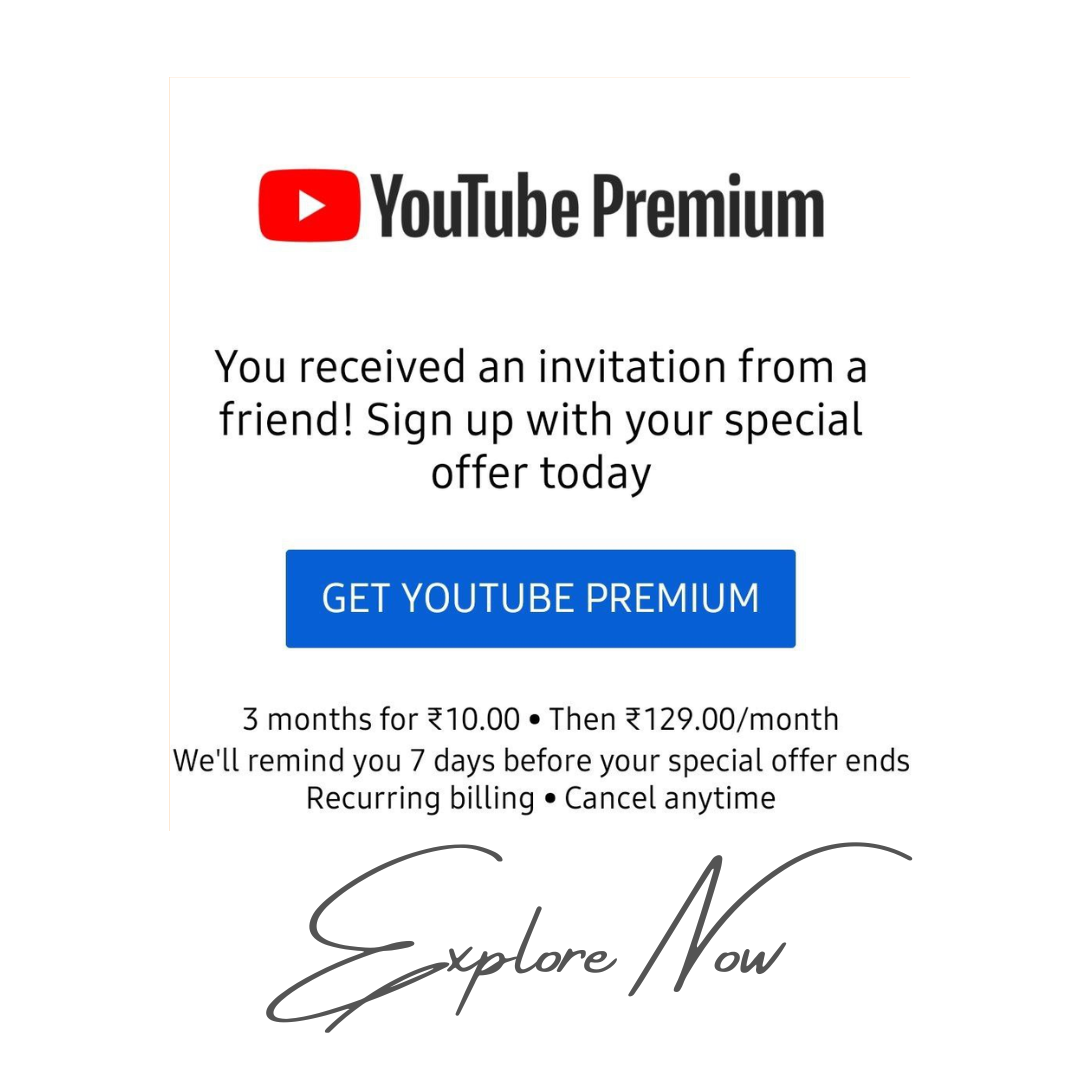 YouTube Premium
You received an invitation from a
friend! Sign up with your special
offer today
GET YOUTUBE PREMIUM
3 months for ₹10.00 • Then ₹129.00/month
We'll remind you 7 days before your special offer ends
Recurring billing • Cancel anytime
Explore Now